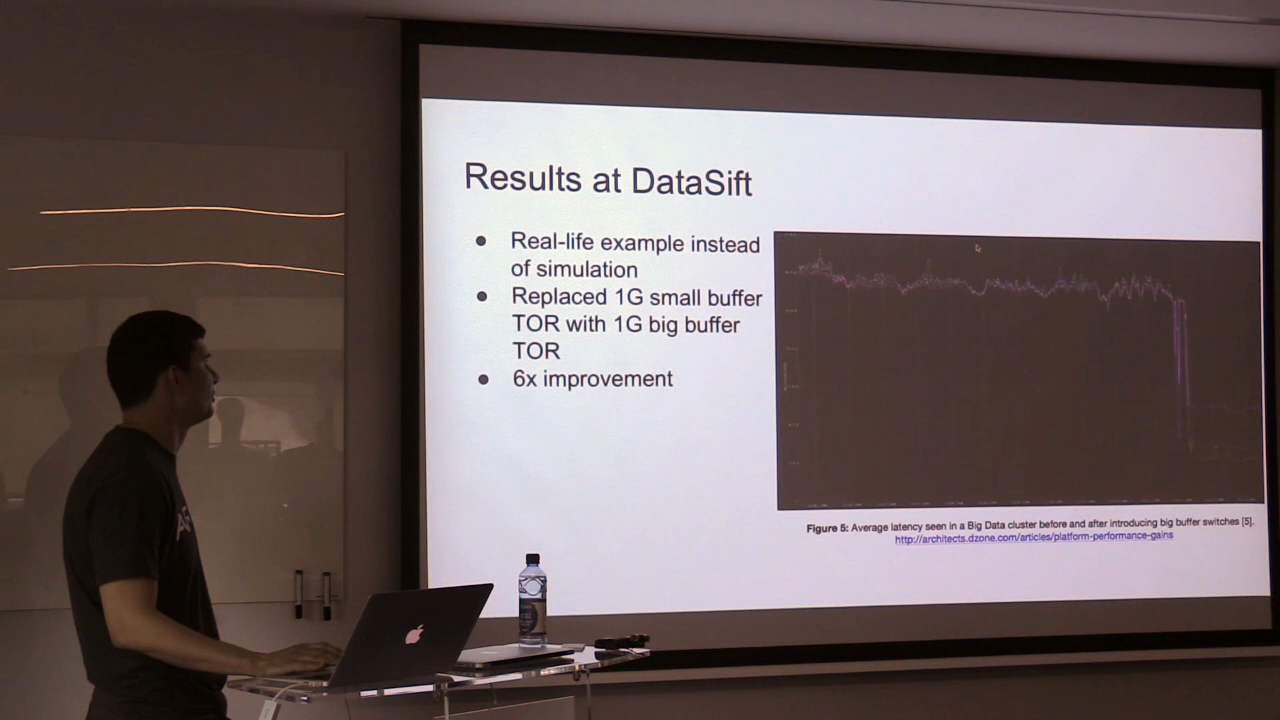 Results at DataSift
● Real-life example instead
of simulation
● Replaced 1G small buffer
TOR with 1G big buffer
TOR
● 6x improvement
Figure 5: Average latency seen in a Big Data cluster before and after introducing big buffer switches [5].
http://architects.dzone.com/articles/platform-performance-gains